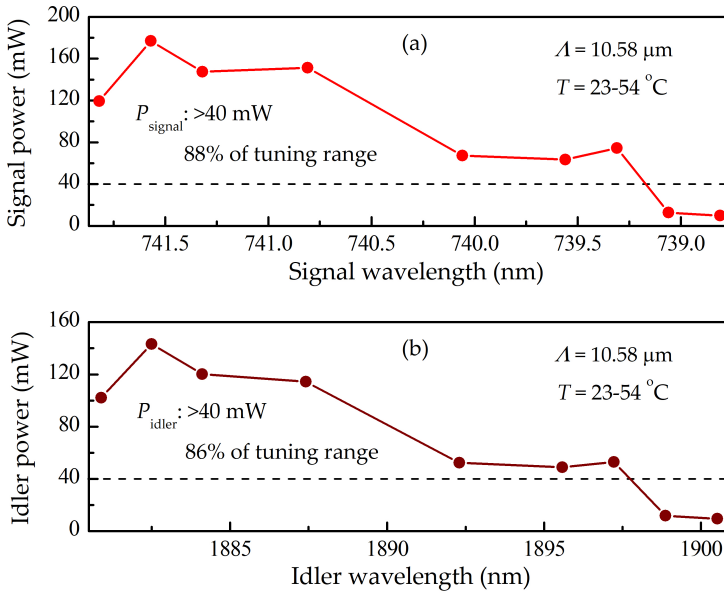 200
160
120
80
40
0
Signal power (mW)
(a)
Λ = 10.58 μm
T = 23-54 °C
Psignal: >40 mW
88% of tuning range
741.5 741.0 740.5 740.0 739.5 739.0
Signal wavelength (nm)
160
120
80
40
0
Idler power (mW)
(b)
Λ = 10.58 μm
T = 23-54 °C
Pidler: >40 mW
86% of tuning range
1885 1890 1895 1900
Idler wavelength (nm)